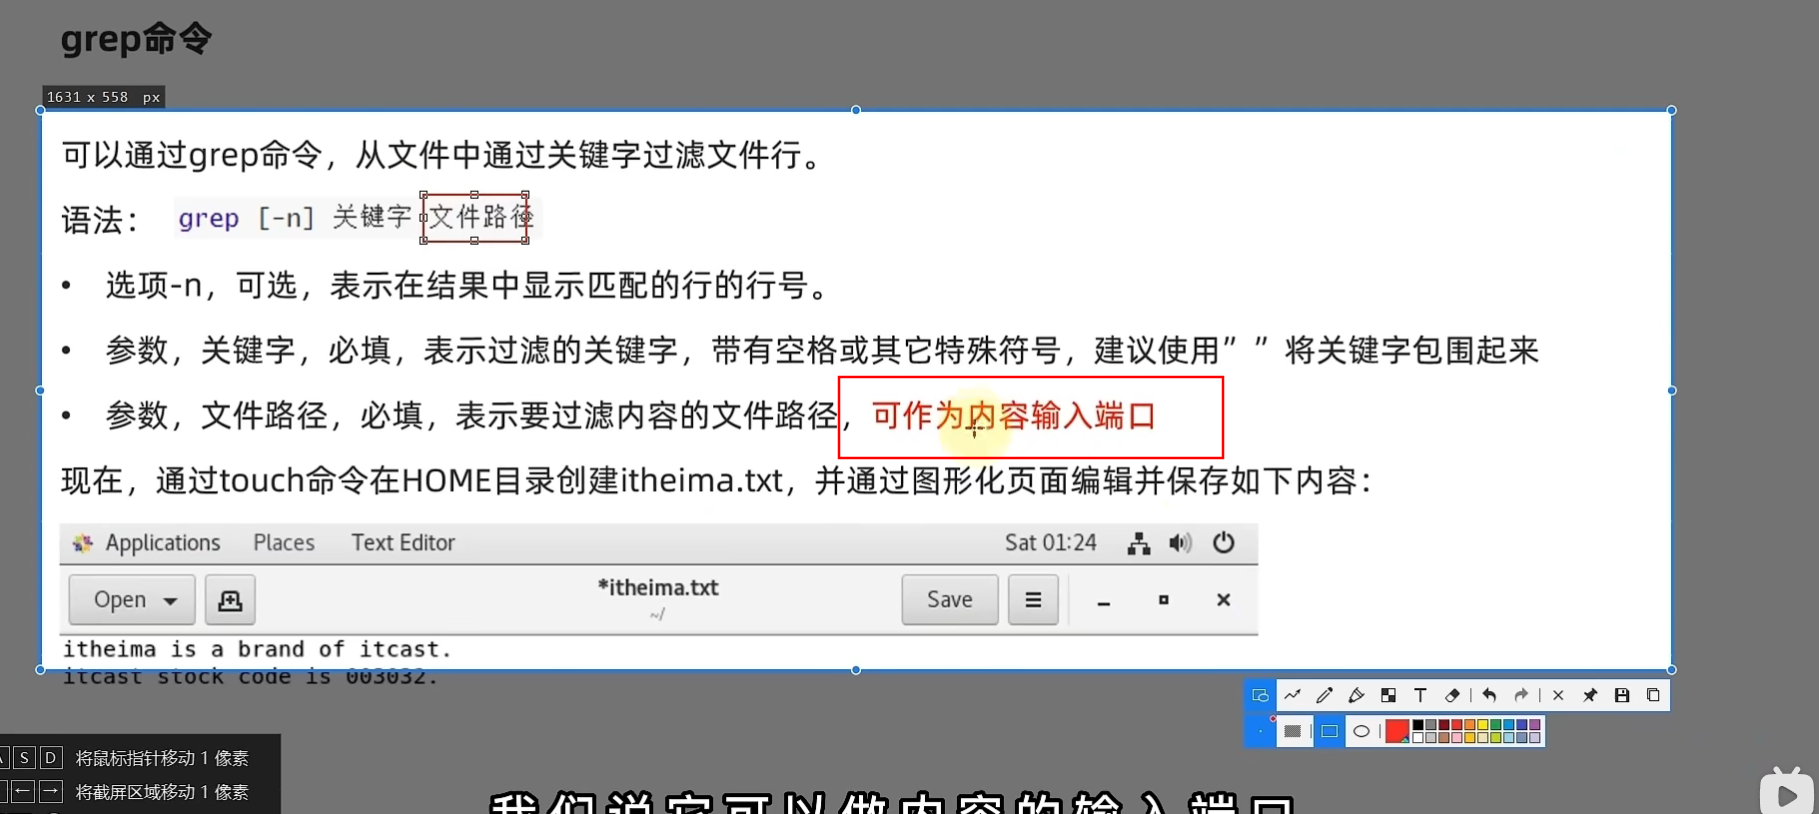 grep命令
1631 x 558 px
可以通过grep命令，从文件中通过关键字过滤文件行。
语法： grep [-n] 关键字 文件路径
• 选项-n，可选，表示在结果中显示匹配的行的行号。
• 参数，关键字，必填，表示过滤的关键字，带有空格或其它特殊符号，建议使用””将关键字包围起来
• 参数，文件路径，必填，表示要过滤内容的文件路径，可作为内容输入端口
现在，通过touch命令在HOME目录创建itheima.txt，并通过图形化页面编辑并保存如下内容：
Applications Places Text Editor Sat 01:24
Open *itheima.txt Save
~/
itheima is a brand of itcast.
itcast stock code is 003032.
S D 将鼠标指针移动 1 像素
← → 将截屏区域移动 1 像素
我们说它可以做内容的输入端口